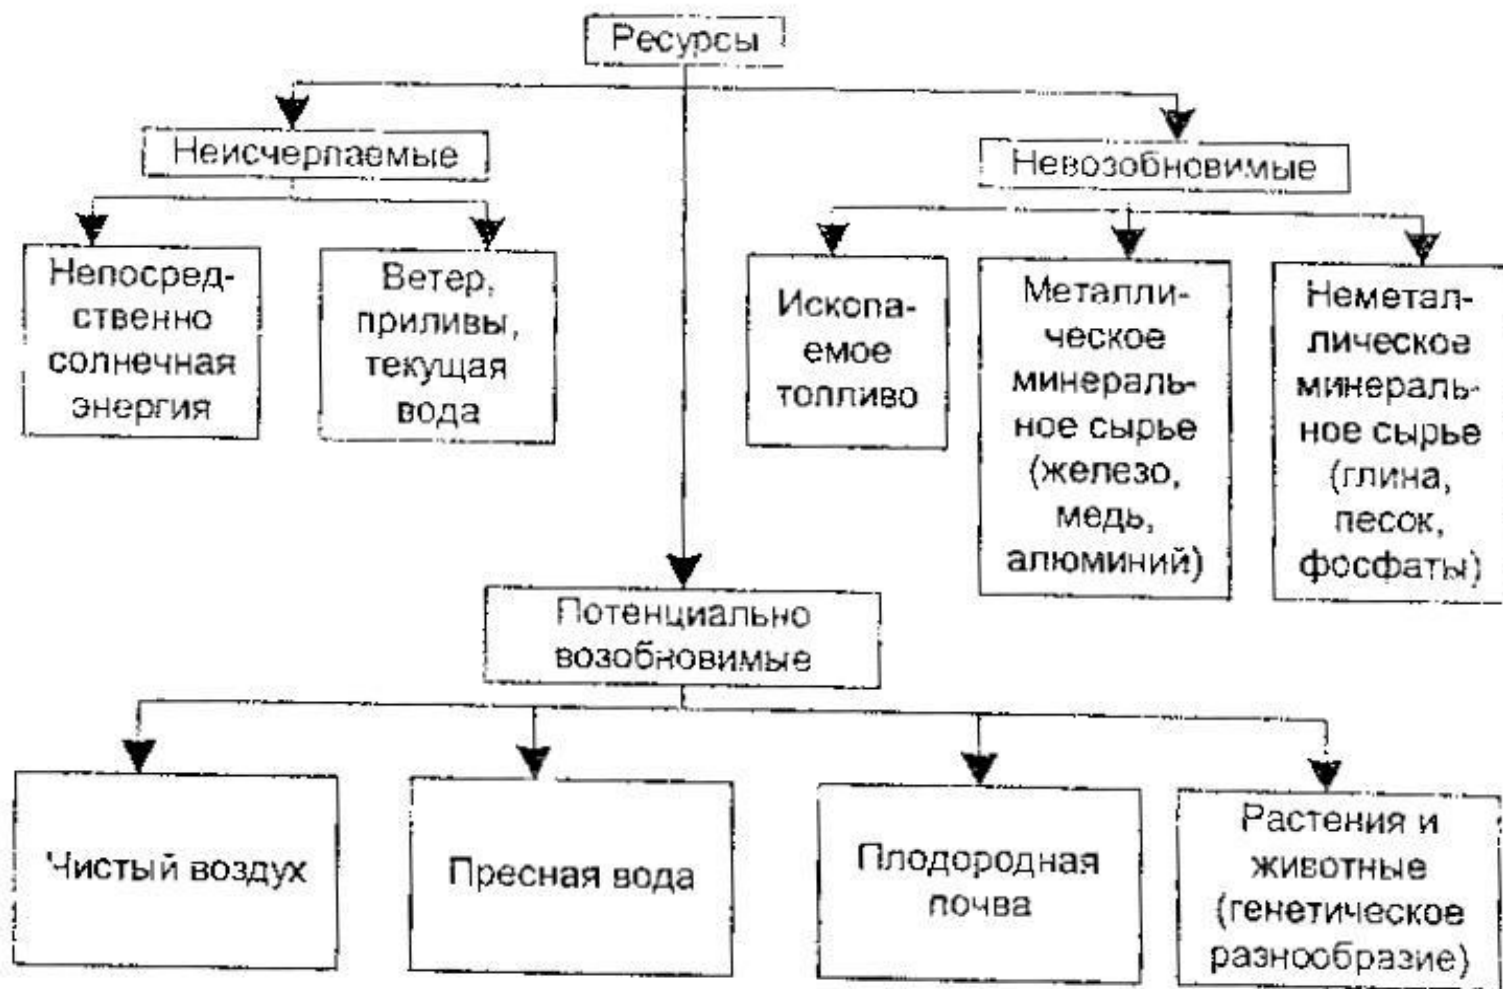 Ресурсы
Неисчерпаемые
Невозобновимые
Непосред-
ственно
солнечная
энергия
Ветер,
приливы,
текущая
вода
Ископа-
емое
топливо
Металли-
ческое
минераль-
ное сырье
(железо,
медь,
алюминий)
Неметал-
лическое
минераль-
ное сырье
(глина,
песок,
фосфаты)
Потенциально
возобновимые
Чистый воздух
Пресная вода
Плодородная
почва
Растения и
животные
(генетическое
разнообразие)